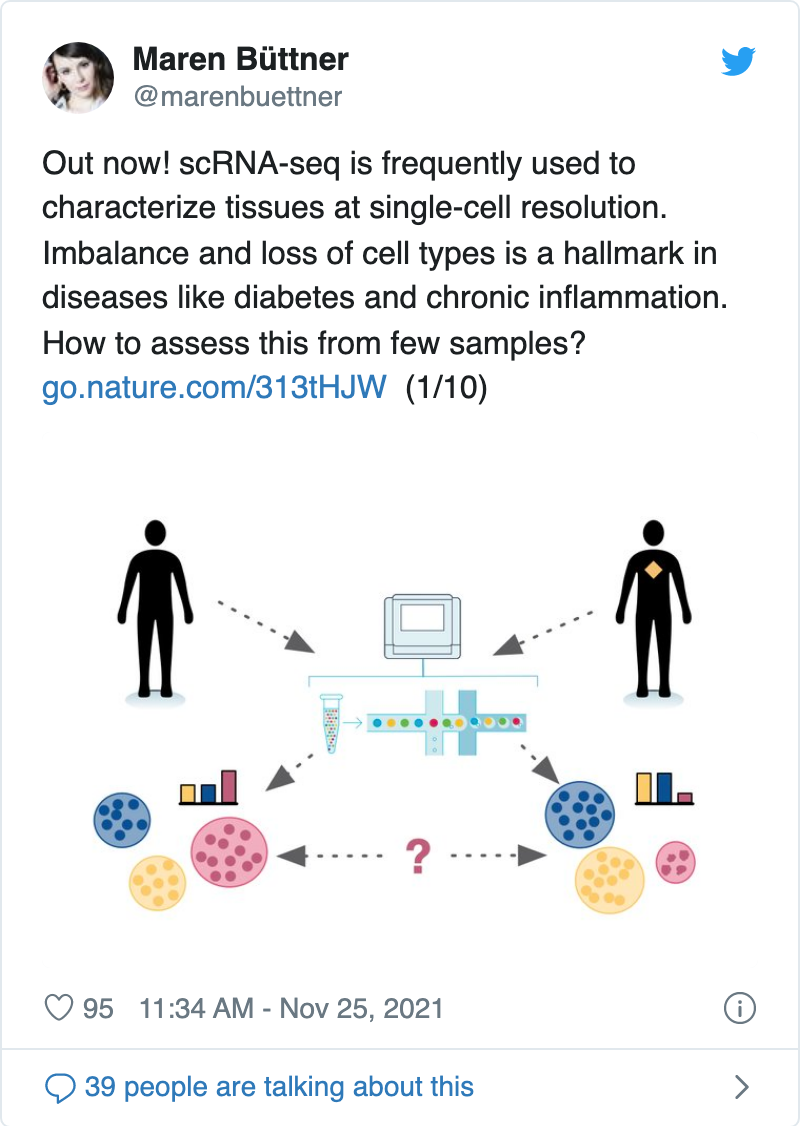 Maren Büttner
@marenbuettner
Out now! scRNA-seq is frequently used to
characterize tissues at single-cell resolution.
Imbalance and loss of cell types is a hallmark in
diseases like diabetes and chronic inflammation.
How to assess this from few samples?
go.nature.com/313tHJW (1/10)
?
95 11:34 AM - Nov 25, 2021
39 people are talking about this